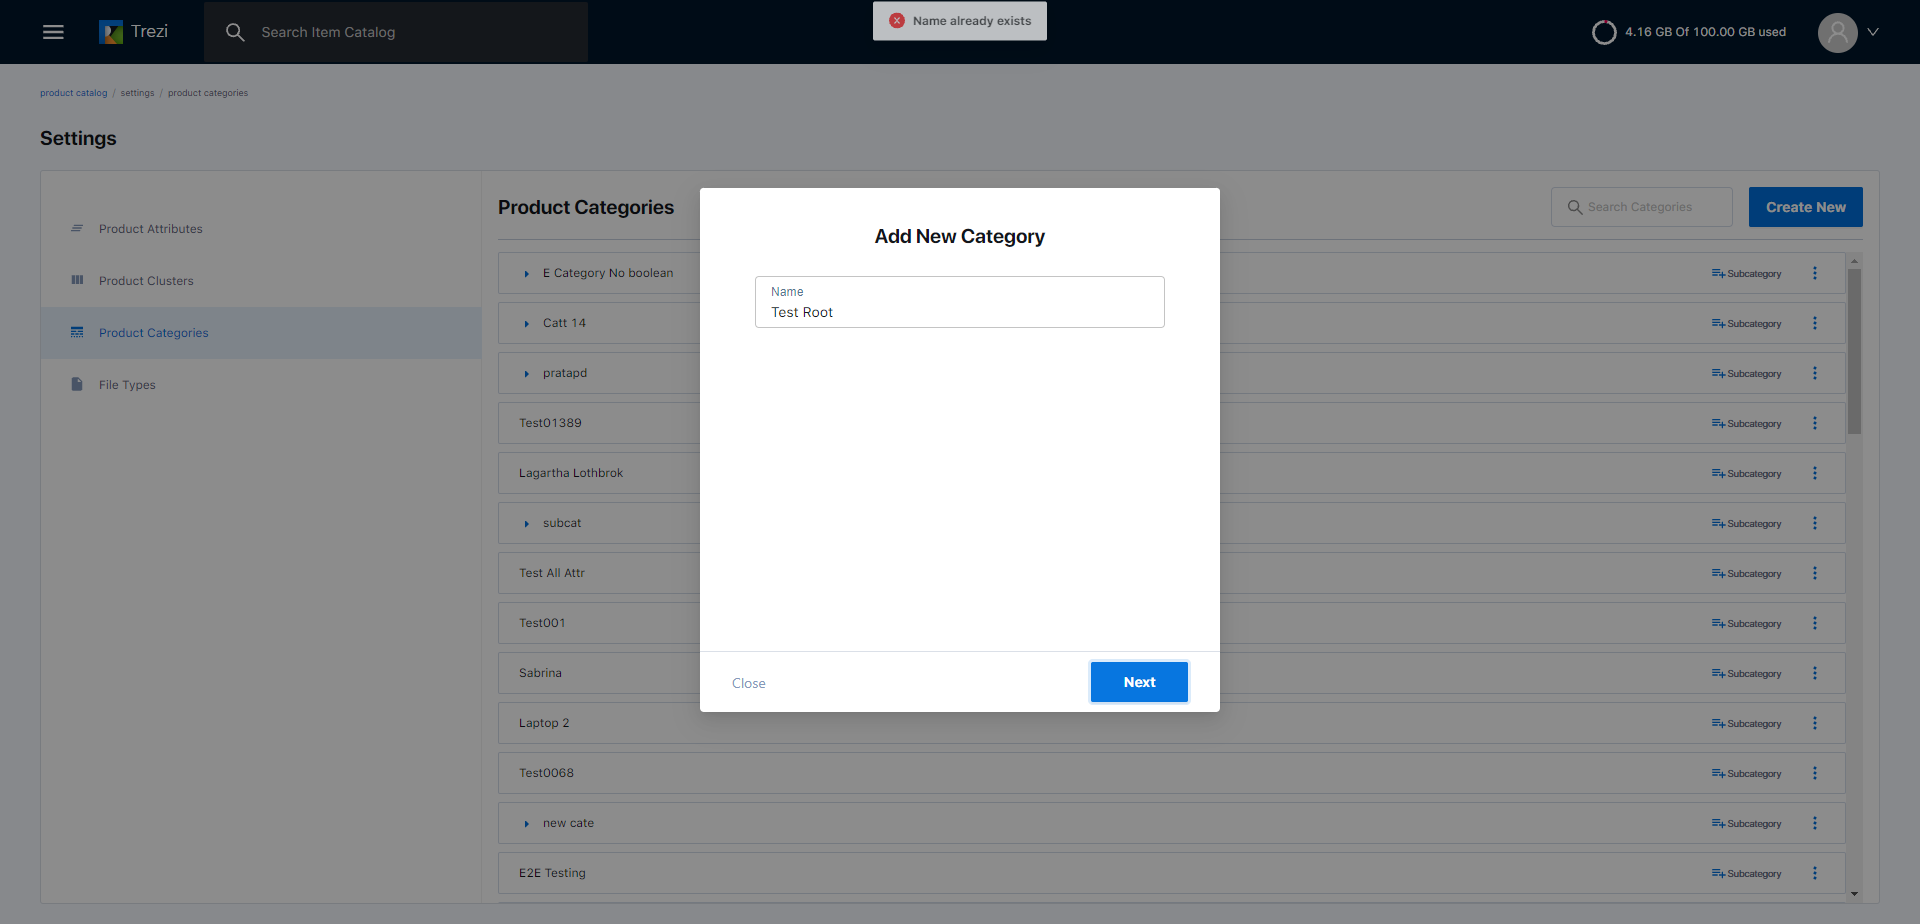 Trezi
Search Item Catalog
Name already exists
4.16 GB Of 100.00 GB used
product catalog / settings / product categories
Settings
Product Attributes
Product Clusters
Product Categories
File Types
Product Categories
Search Categories
Create New
E Category No boolean
Subcategory
Catt 14
Subcategory
pratapd
Subcategory
Test01389
Subcategory
Lagartha Lothbrok
Subcategory
subcat
Subcategory
Test All Attr
Subcategory
Test001
Subcategory
Sabrina
Subcategory
Laptop 2
Subcategory
Test0068
Subcategory
new cate
Subcategory
E2E Testing
Subcategory
Add New Category
Name
Test Root
Close
Next